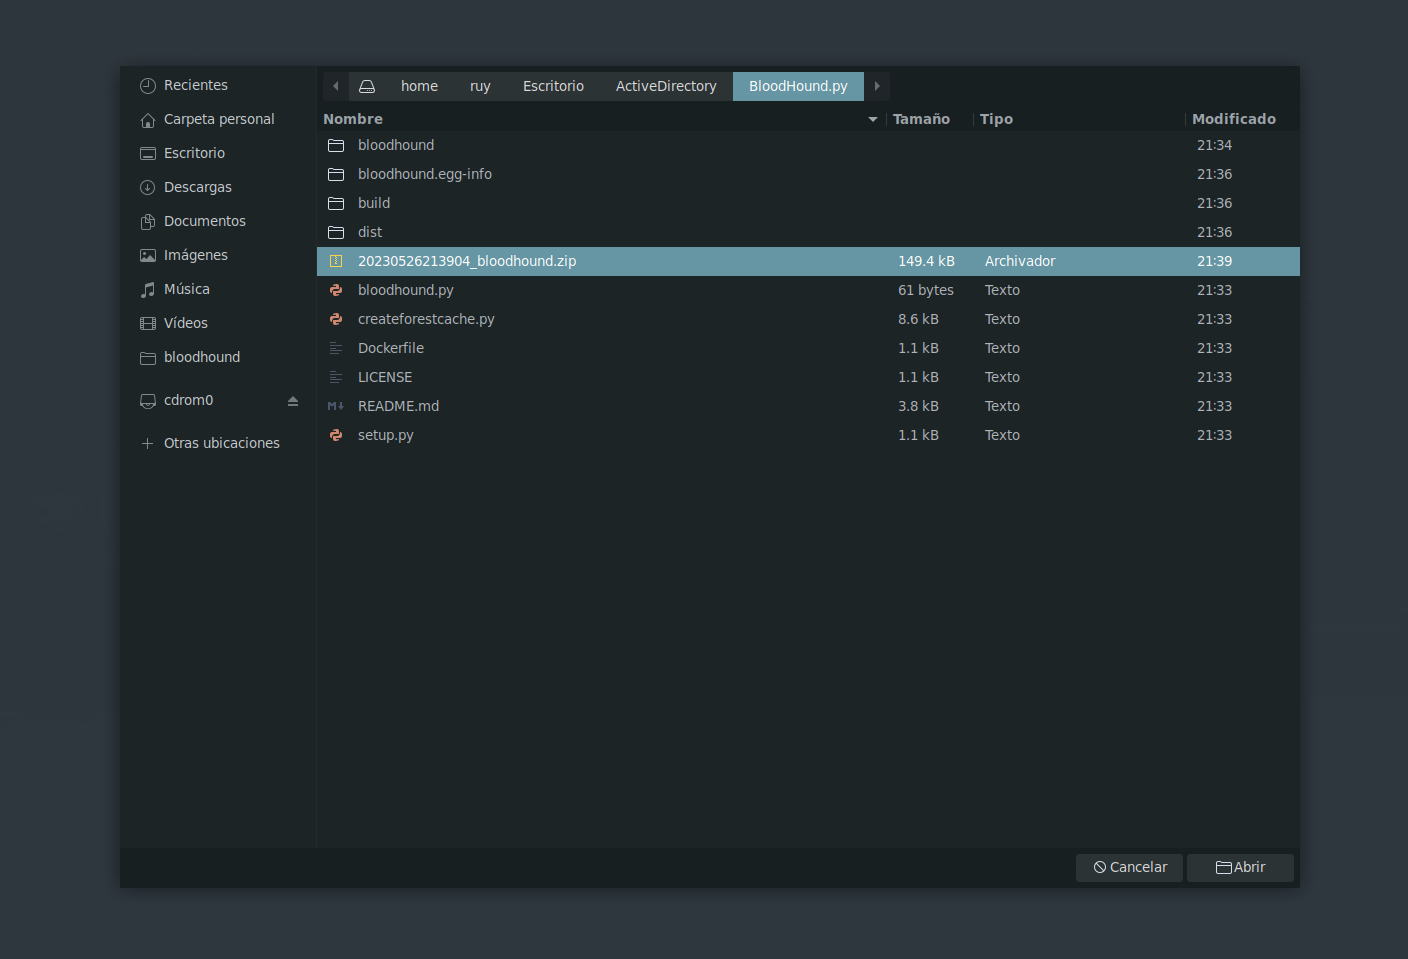 Recientes
Carpeta personal
Escritorio
Descargas
Documentos
Imágenes
Música
Vídeos
bloodhound
cdrom0
Otras ubicaciones
home ruy Escritorio ActiveDirectory BloodHound.py
Nombre Tamaño Tipo Modificado
bloodhound 21:34
bloodhound.egg-info 21:36
build 21:36
dist 21:36
20230526213904_bloodhound.zip 149.4 kB Archivador 21:39
bloodhound.py 61 bytes Texto 21:33
createforestcache.py 8.6 kB Texto 21:33
Dockerfile 1.1 kB Texto 21:33
LICENSE 1.1 kB Texto 21:33
README.md 3.8 kB Texto 21:33
setup.py 1.1 kB Texto 21:33
Cancelar Abrir